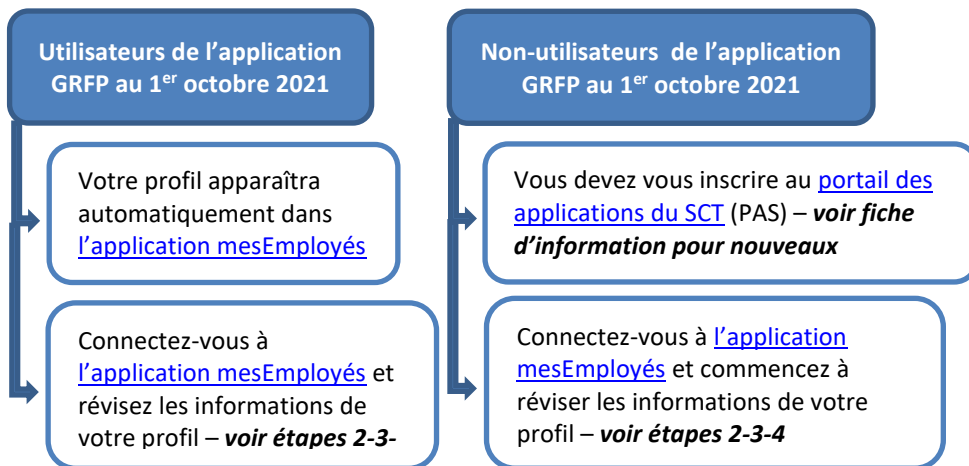 Utilisateurs de l’application
GRFP au 1er octobre 2021
Votre profil apparaîtra
automatiquement dans
l’application mesEmployés
Connectez-vous à
l’application mesEmployés et
révisez les informations de
votre profil – voir étapes 2-3-
Non-utilisateurs de l’application
GRFP au 1er octobre 2021
Vous devez vous inscrire au portail des
applications du SCT (PAS) – voir fiche
d’information pour nouveaux
Connectez-vous à l’application
mesEmployés et commencez à
réviser les informations de votre
profil – voir étapes 2-3-4